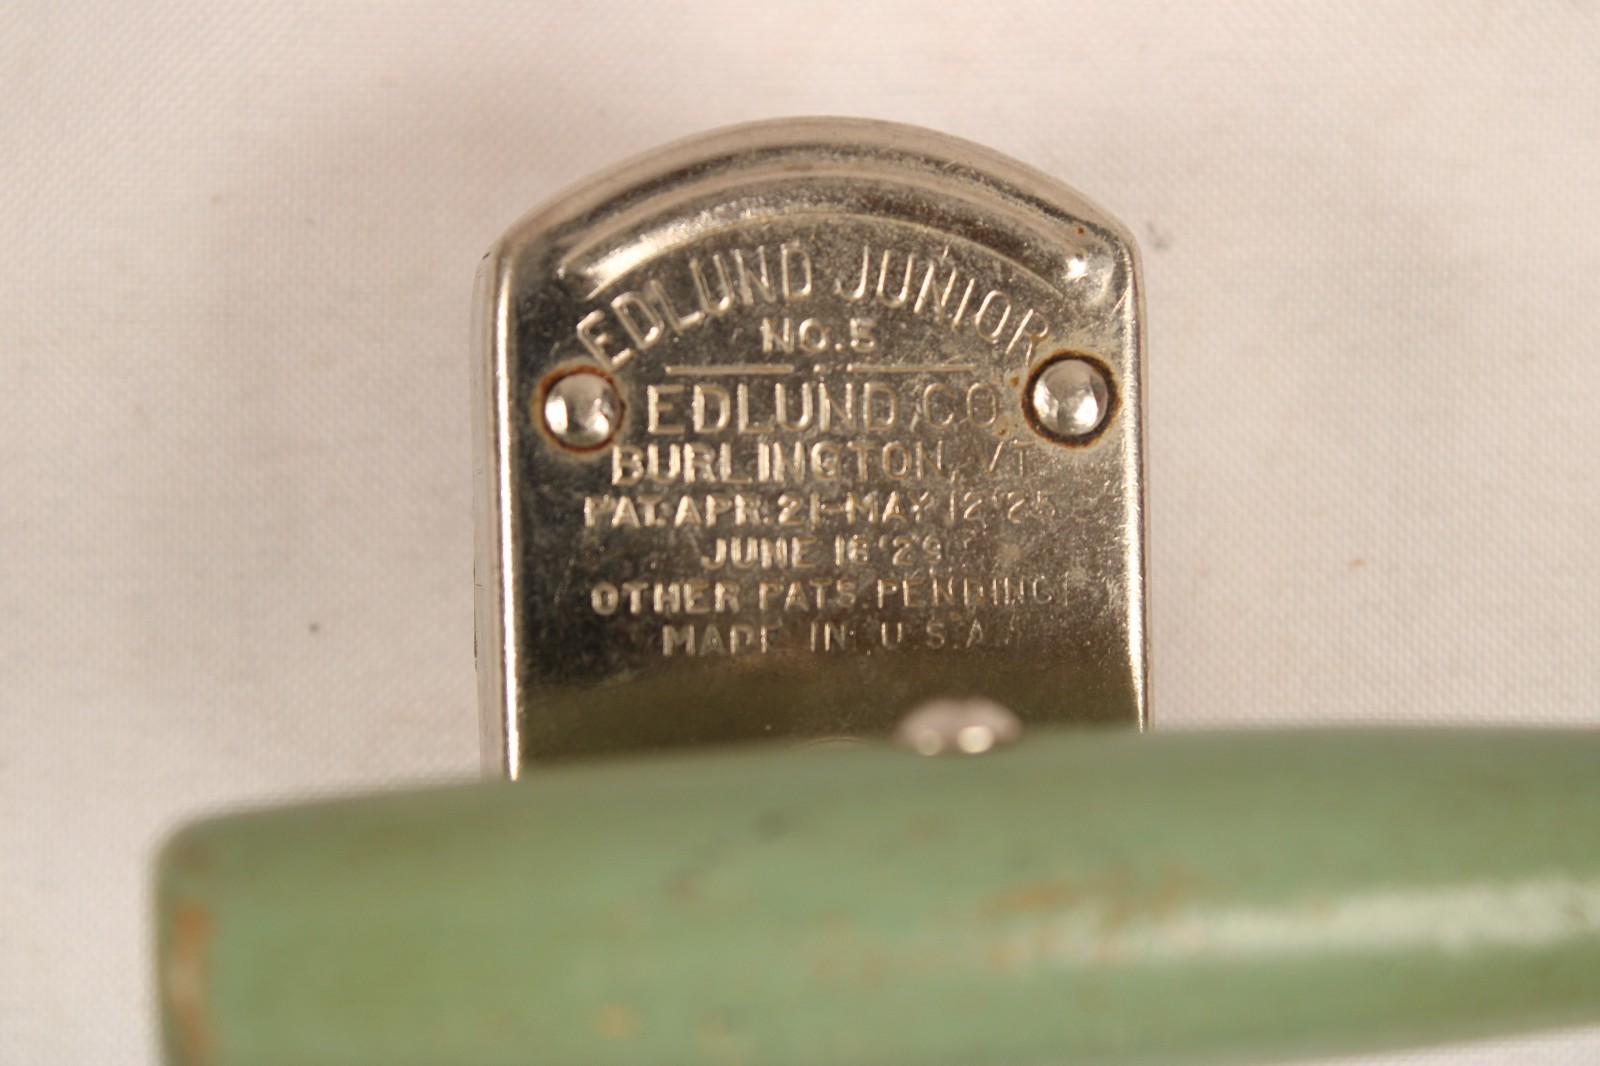 EDLUND JUNIOR
NO. 5
EDLUND CO.
BURLINGTON, VT.
PAT. APR. 21-MAY 12 '25
JUNE 18 '29
OTHER PATS. PENDING
MADE IN U.S.A.